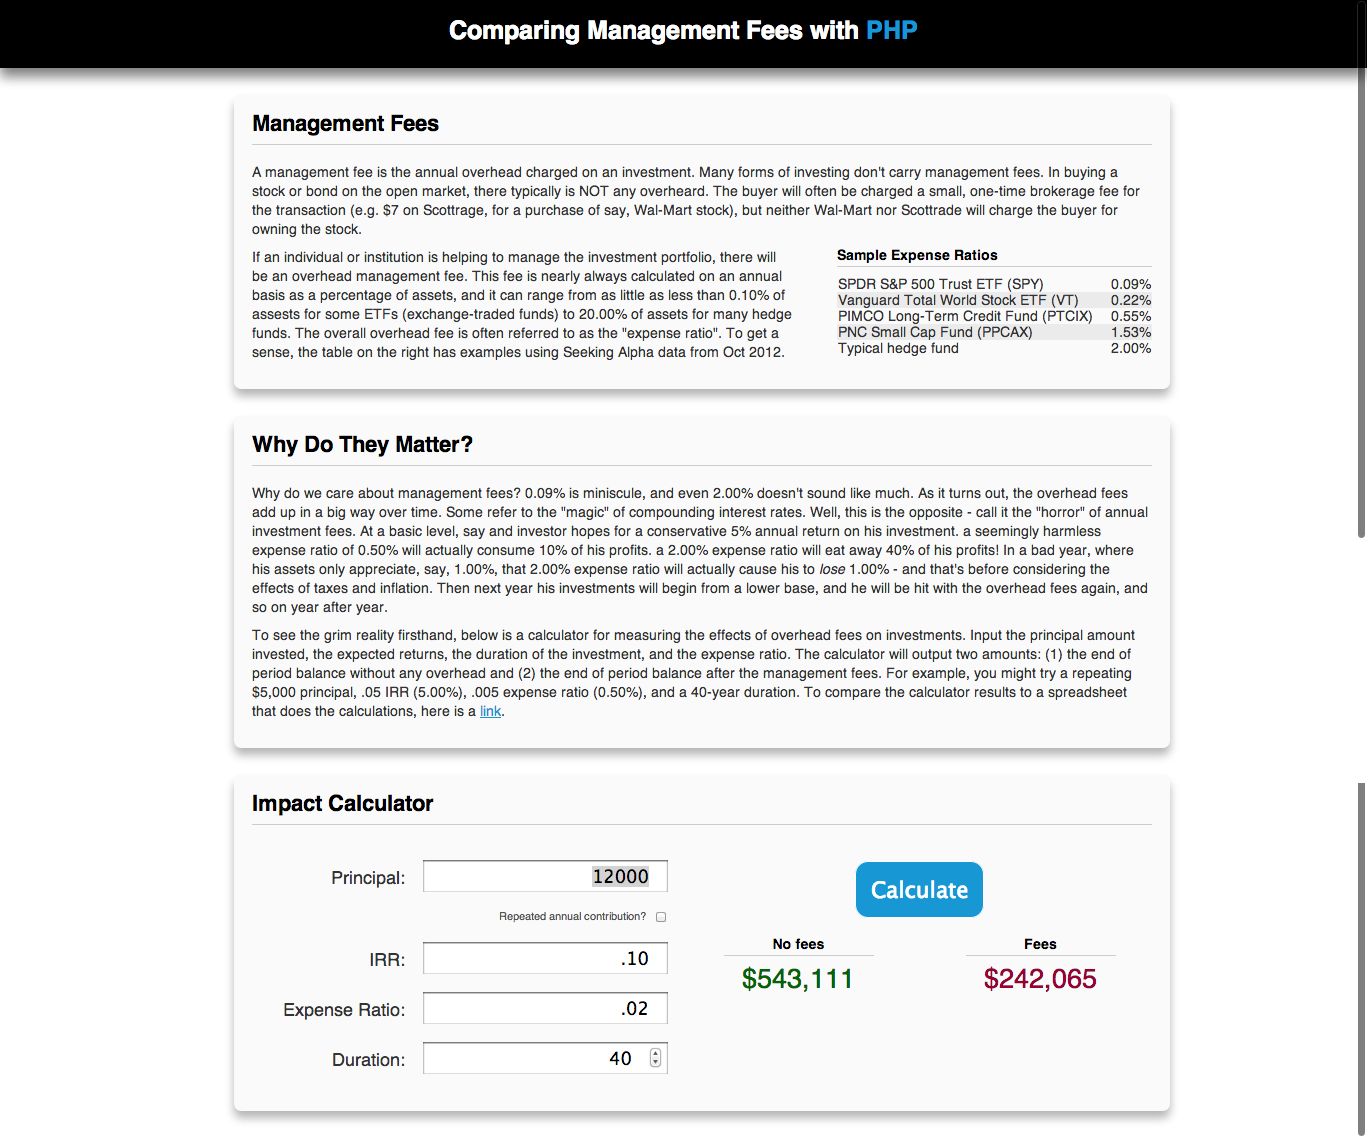 Comparing Management Fees with PHP
Management Fees
A management fee is the annual overhead charged on an investment. Many forms of investing don't carry management fees. In buying a
stock or bond on the open market, there typically is NOT any overheard. The buyer will often be charged a small, one-time brokerage fee for
the transaction (e.g. $7 on Scottrage, for a purchase of say, Wal-Mart stock), but neither Wal-Mart nor Scottrade will charge the buyer for
owning the stock.
If an individual or institution is helping to manage the investment portfolio, there will
be an overhead management fee. This fee is nearly always calculated on an annual
basis as a percentage of assets, and it can range from as little as less than 0.10% of
assests for some ETFs (exchange-traded funds) to 20.00% of assets for many hedge
funds. The overall overhead fee is often referred to as the "expense ratio". To get a
sense, the table on the right has examples using Seeking Alpha data from Oct 2012.
Sample Expense Ratios
SPDR S&P 500 Trust ETF (SPY) 0.09%
Vanguard Total World Stock ETF (VT) 0.22%
PIMCO Long-Term Credit Fund (PTCIX) 0.55%
PNC Small Cap Fund (PPCAX) 1.53%
Typical hedge fund 2.00%
Why Do They Matter?
Why do we care about management fees? 0.09% is miniscule, and even 2.00% doesn't sound like much. As it turns out, the overhead fees
add up in a big way over time. Some refer to the "magic" of compounding interest rates. Well, this is the opposite - call it the "horror" of annual
investment fees. At a basic level, say and investor hopes for a conservative 5% annual return on his investment. a seemingly harmless
expense ratio of 0.50% will actually consume 10% of his profits. a 2.00% expense ratio will eat away 40% of his profits! In a bad year, where
his assets only appreciate, say, 1.00%, that 2.00% expense ratio will actually cause his to lose 1.00% - and that's before considering the
effects of taxes and inflation. Then next year his investments will begin from a lower base, and he will be hit with the overhead fees again, and
so on year after year.
To see the grim reality firsthand, below is a calculator for measuring the effects of overhead fees on investments. Input the principal amount
invested, the expected returns, the duration of the investment, and the expense ratio. The calculator will output two amounts: (1) the end of
period balance without any overhead and (2) the end of period balance after the management fees. For example, you might try a repeating
$5,000 principal, .05 IRR (5.00%), .005 expense ratio (0.50%), and a 40-year duration. To compare the calculator results to a spreadsheet
that does the calculations, here is a link.
Impact Calculator
Principal: 12000
Repeated annual contribution?
IRR: .10
Expense Ratio: .02
Duration: 40
Calculate
No fees Fees
$543,111 $242,065